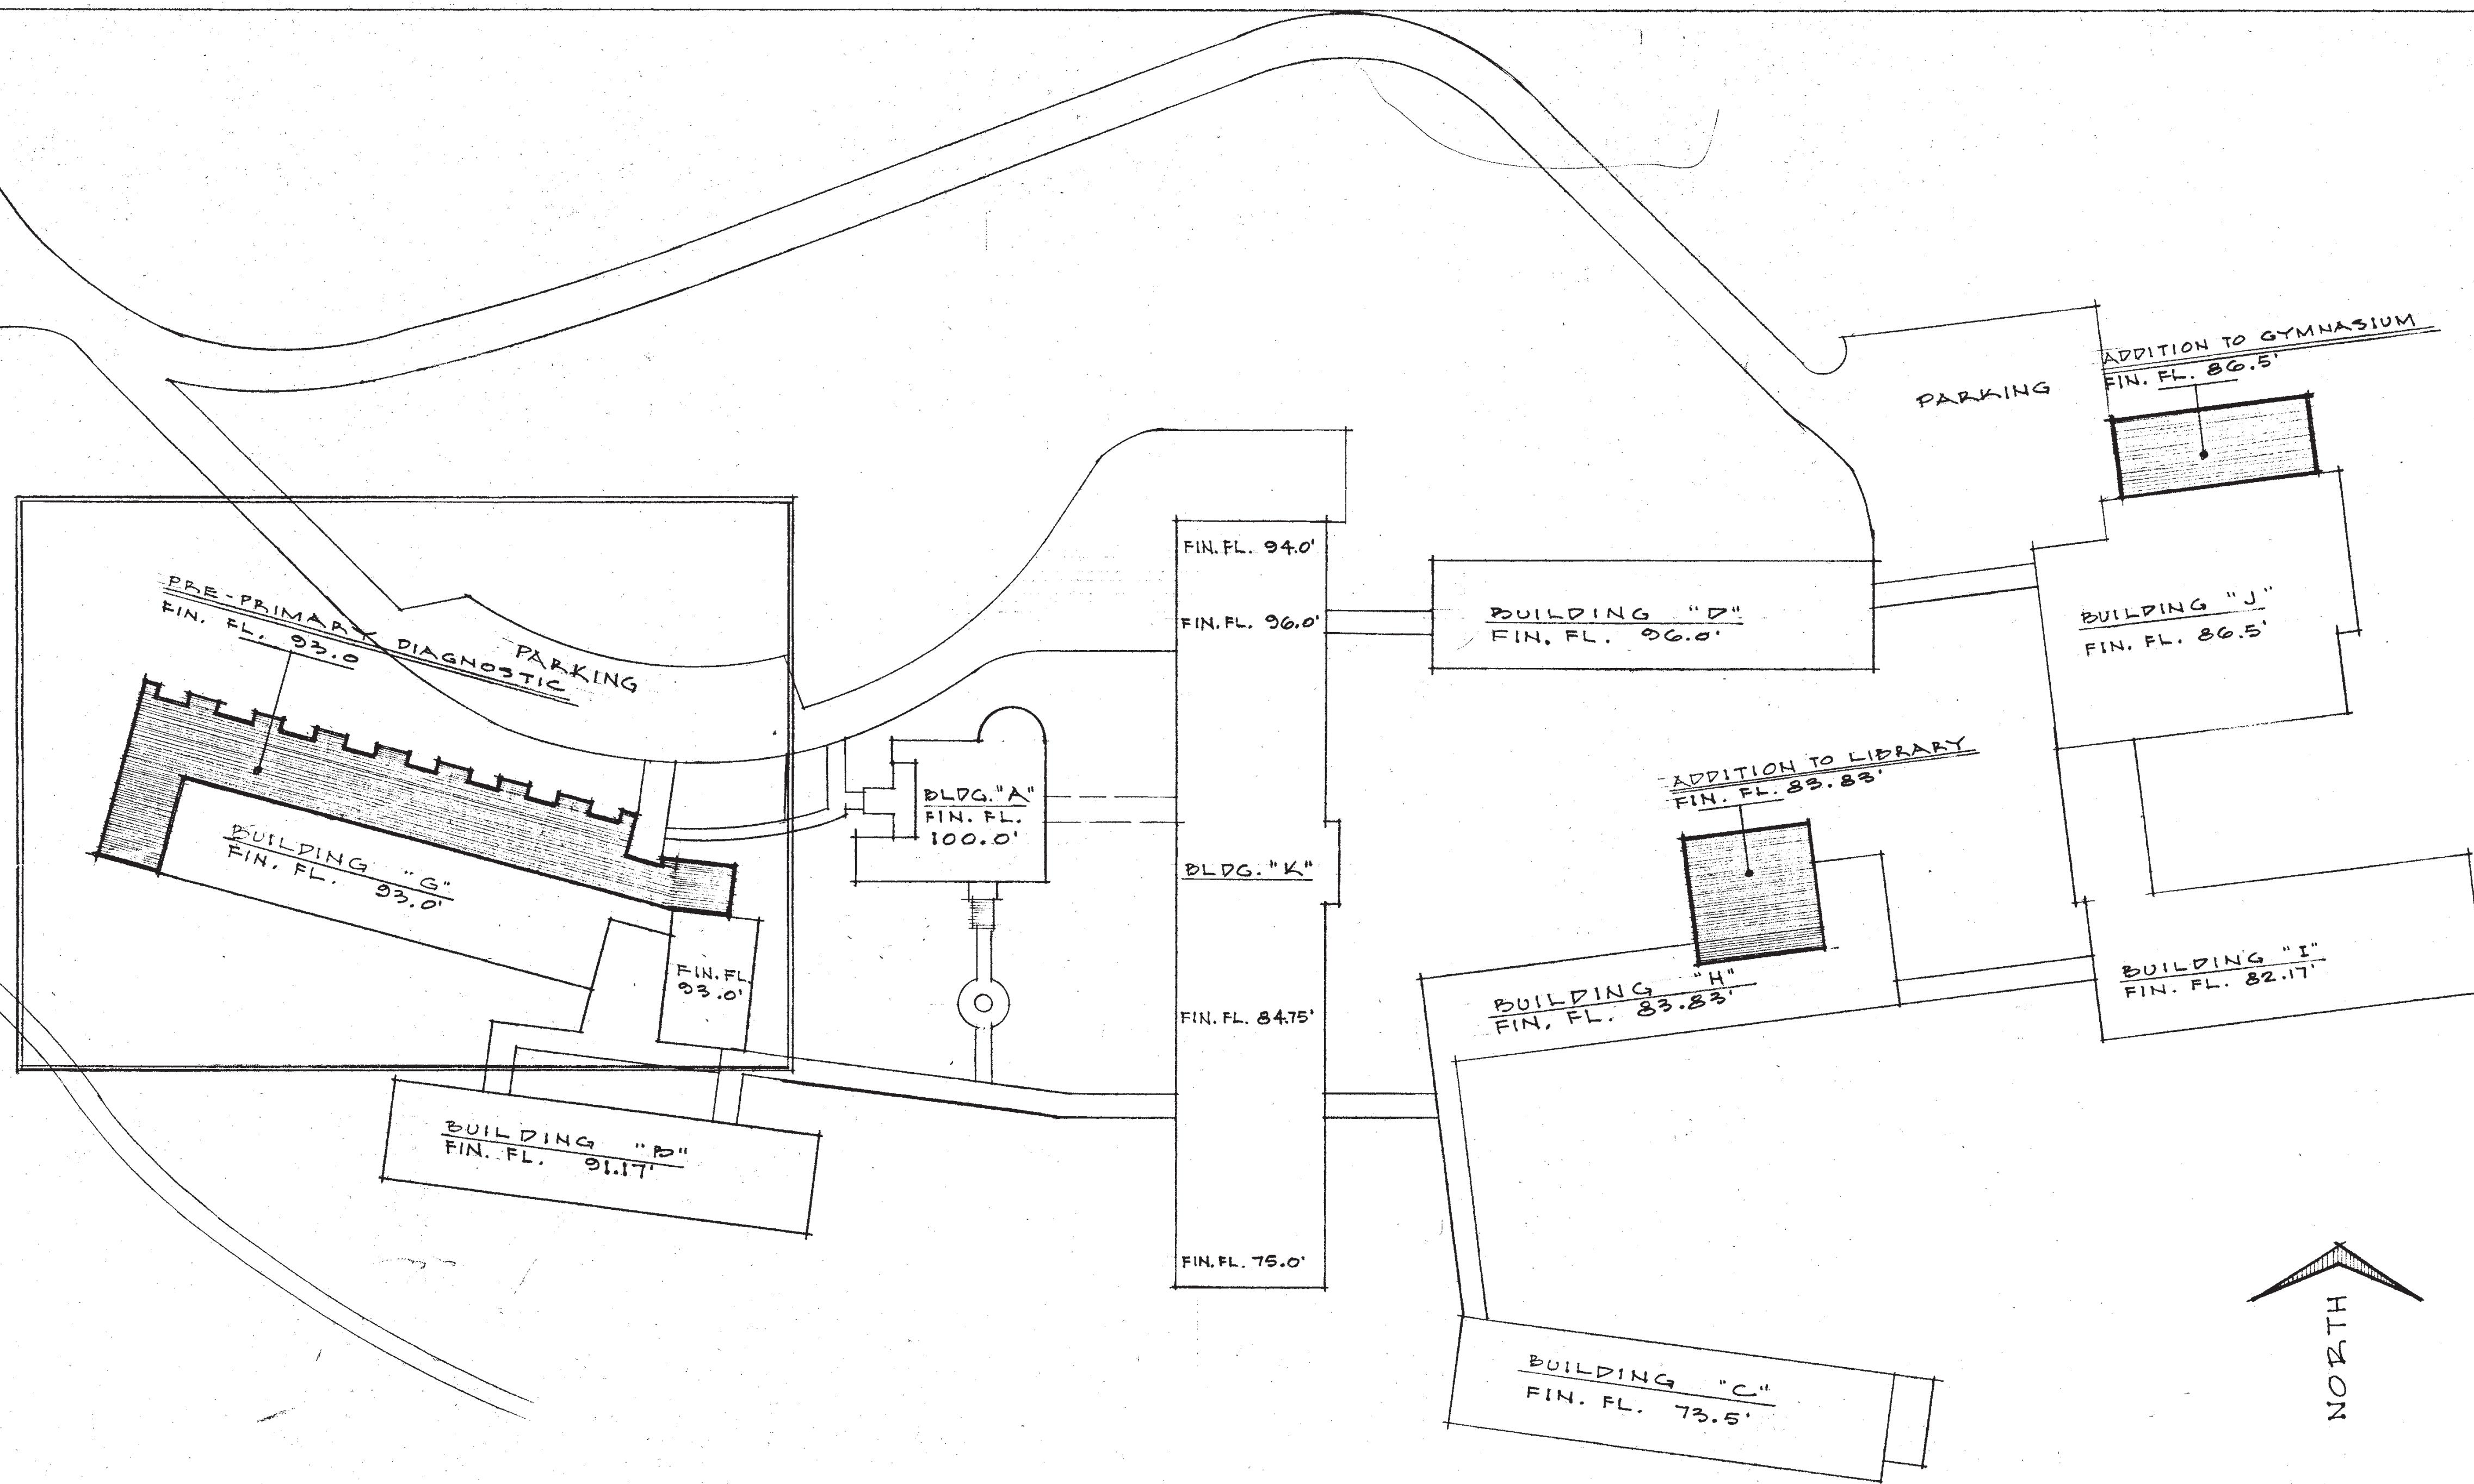 ADDITION TO GYMNASIUM
FIN. FL. 86.5'
PARKING
FIN. FL. 94.0'
FIN. FL. 96.0'
BUILDING "D"
FIN. FL. 96.0'
BUILDING "J"
FIN. FL. 86.5'
PRE-PRIMARY DIAGNOSTIC
FIN. FL. 93.0
PARKING
ADDITION TO LIBRARY
FIN. FL. 83.83'
BLDG. "A"
FIN. FL.
100.0'
BUILDING "G"
FIN. FL. 93.0'
BLDG. "K"
FIN. FL.
93.0'
FIN. FL. 84.75'
BUILDING "H"
FIN. FL. 83.83'
BUILDING "I"
FIN. FL. 82.17'
BUILDING "B"
FIN. FL. 91.17'
FIN. FL. 75.0'
BUILDING "C"
FIN. FL. 73.5'
NORTH